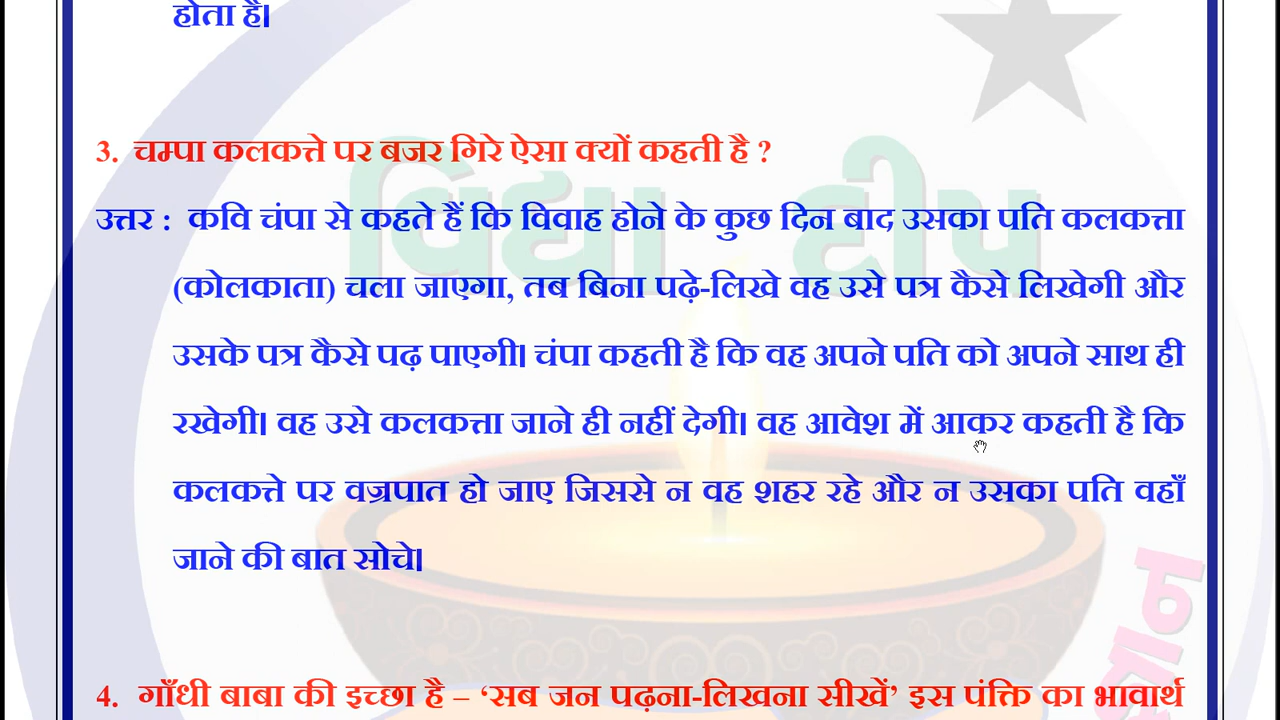 होता है।
3. चम्पा कलकत्ते पर बजर गिरे ऐसा क्यों कहती है ?
विद्या दीप
उत्तर : कवि चंपा से कहते हैं कि विवाह होने के कुछ दिन बाद उसका पति कलकत्ता
(कोलकाता) चला जाएगा, तब बिना पढ़े-लिखे वह उसे पत्र कैसे लिखेगी और
उसके पत्र कैसे पढ़ पाएगी। चंपा कहती है कि वह अपने पति को अपने साथ ही
रखेगी। वह उसे कलकत्ता जाने ही नहीं देगी। वह आवेश में आकर कहती है कि
कलकत्ते पर वज्रपात हो जाए जिससे न वह शहर रहे और न उसका पति वहाँ
जाने की बात सोचे।
4. गाँधी बाबा की इच्छा है – ‘सब जन पढ़ना-लिखना सीखें’ इस पंक्ति का भावार्थ